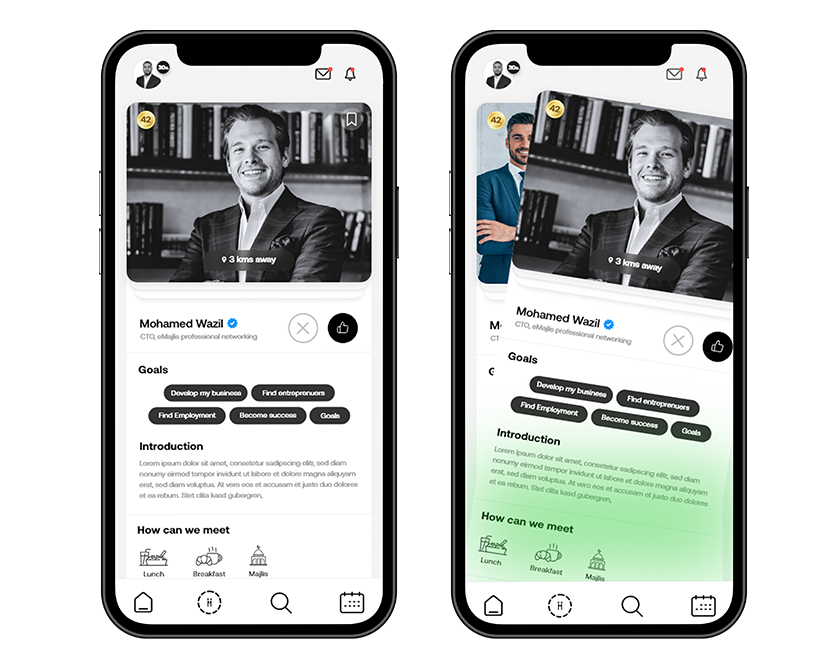 30%
42
3 kms away
Mohamed Wazil
CTO, eMajlis professional networking
Goals
Develop my business
Find entreprenuers
Find Employment
Become success
Goals
Introduction
Lorem ipsum dolor sit amet, consetetur sadipscing elitr, sed diam
nonumy eirmod tempor invidunt ut labore et dolore magna aliquyam
erat, sed diam voluptua. At vero eos et accusam et justo duo dolores
et ea rebum. Stet clita kasd gubergren,
How can we meet
Lunch
Breakfast
Majlis
H
30%
42
42
3 kms away
M
CT
G
Mohamed Wazil
CTO, eMajlis professional networking
Goals
Develop my business
Find entreprenuers
Find Employment
Become success
Goals
Introduction
Lorem ipsum dolor sit amet, consetetur sadipscing elitr, sed diam
nonumy eirmod tempor invidunt ut labore et dolore magna aliquyam
erat, sed diam voluptua. At vero eos et accusam et justo duo dolores
et ea rebum. Stet clita kasd gubergren,
How can we meet
Lunch
Breakfast
Majlis
H